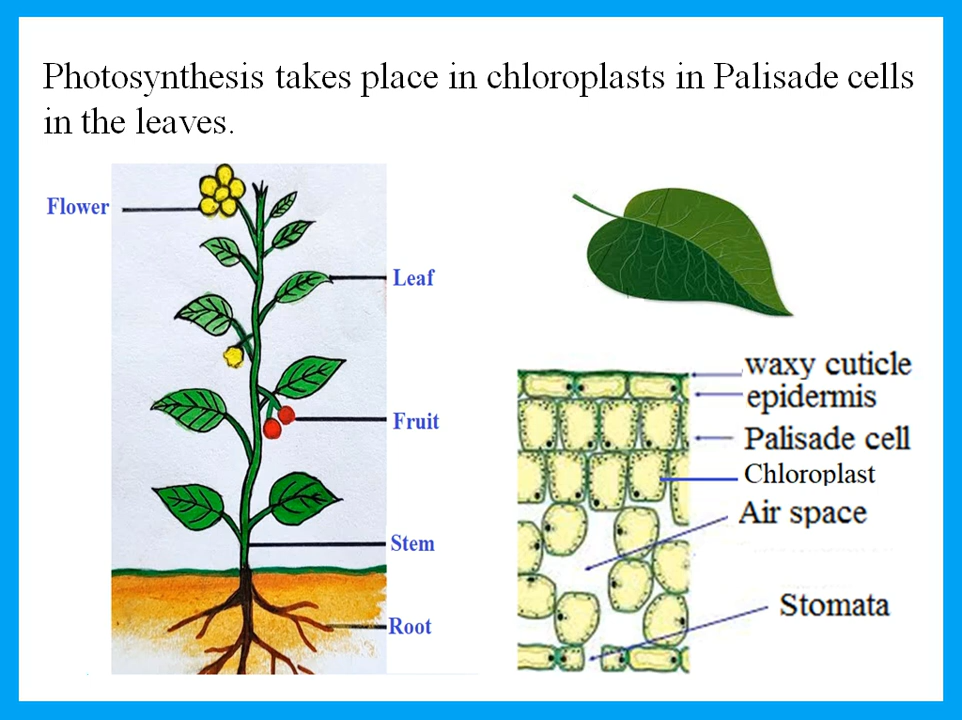 Photosynthesis takes place in chloroplasts in Palisade cells
in the leaves.
Flower
Leaf
Fruit
Stem
Root
waxy cuticle
epidermis
Palisade cell
Chloroplast
Air space
Stomata